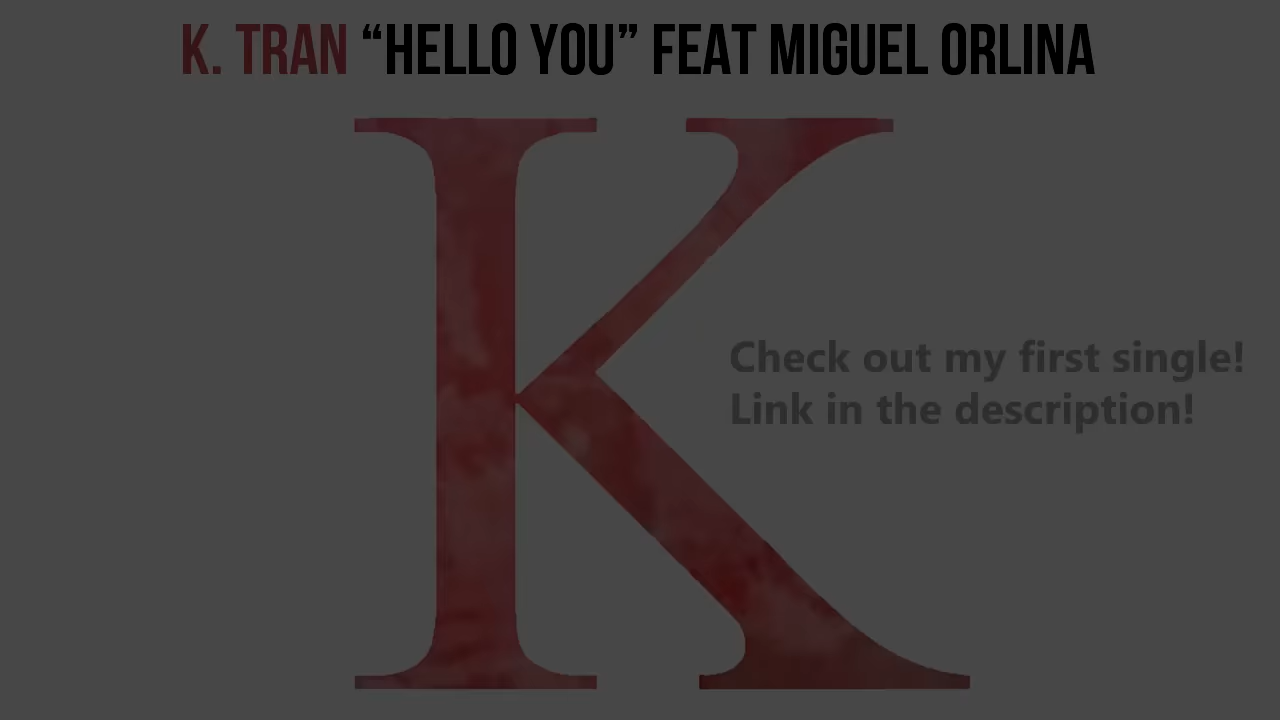 K. TRAN “HELLO YOU” FEAT MIGUEL ORLINA
K
Check out my first single!
Link in the description!